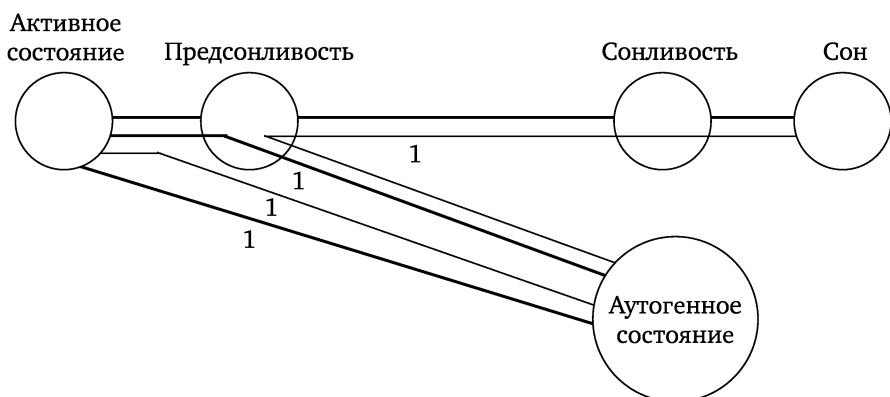 Активное
состояние
Предсонливость
Сонливость
Сон
1
1
1
1
Аутогенное
состояние